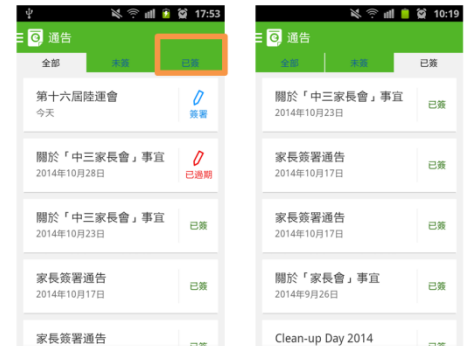 17:53
通告
全部
未簽
已簽
第十六屆陸運會
今天
簽署
關於「中三家長會」事宜
2014年10月28日
已過期
關於「中三家長會」事宜
2014年10月23日
已簽
家長簽署通告
2014年10月17日
已簽
家長簽署通告
已簽
10:19
通告
全部
未簽
已簽
關於「中三家長會」事宜
2014年10月23日
已簽
家長簽署通告
2014年10月17日
已簽
家長簽署通告
2014年10月17日
已簽
關於「家長會」事宜
2014年9月26日
已簽
Clean-up Day 2014
已簽